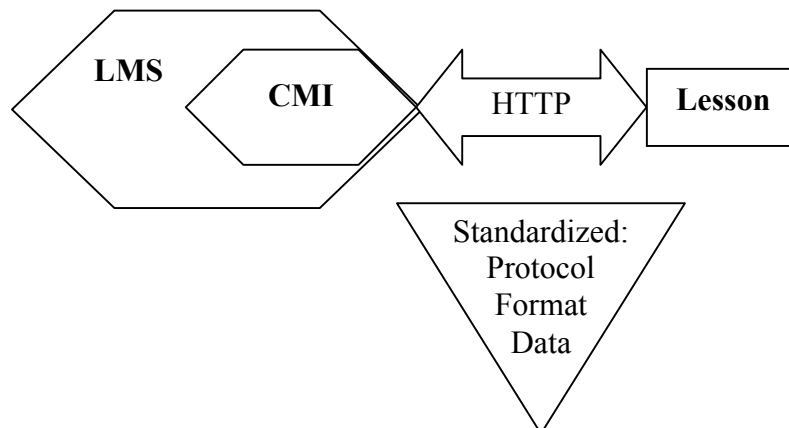 LMS
CMI
HTTP
Lesson
Standardized:
Protocol
Format
Data